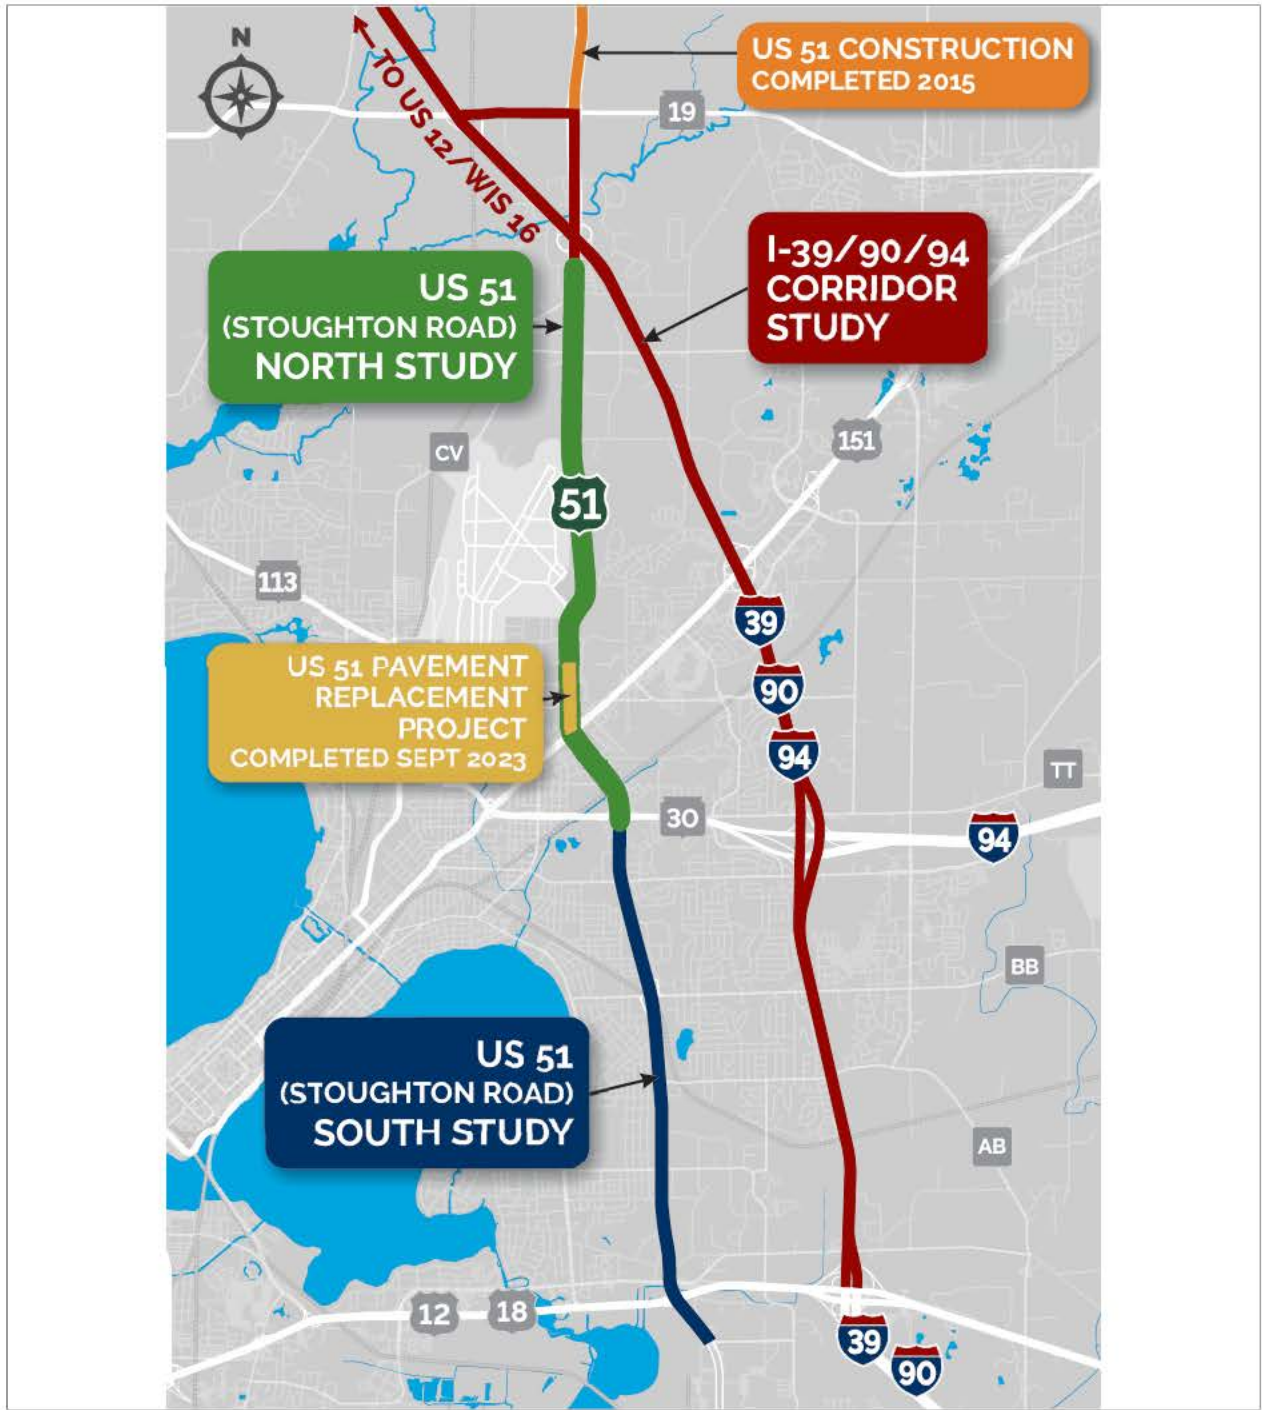 N
US 51 CONSTRUCTION
COMPLETED 2015
TO US 12/WIS 16
19
I-39/90/94
CORRIDOR
STUDY
US 51
(STOUGHTON ROAD)
NORTH STUDY
151
CV
51
113
39
US 51 PAVEMENT
REPLACEMENT
PROJECT
COMPLETED SEPT 2023
90
94
TT
30
94
BB
US 51
(STOUGHTON ROAD)
SOUTH STUDY
AB
12
18
39
90